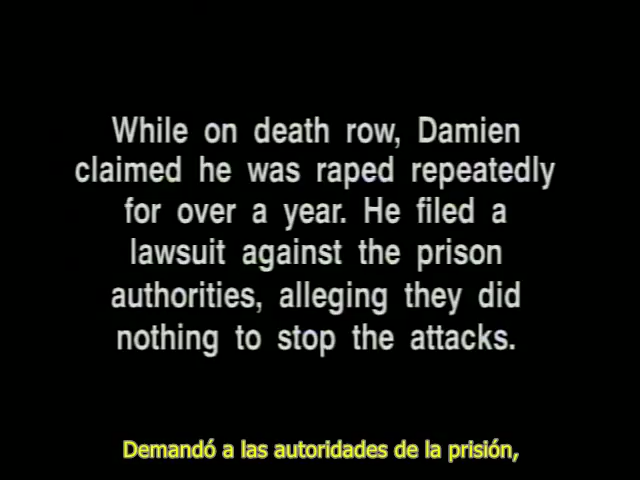 While on death row, Damien
claimed he was raped repeatedly
for over a year. He filed a
lawsuit against the prison
authorities, alleging they did
nothing to stop the attacks.
Demandó a las autoridades de la prisión,